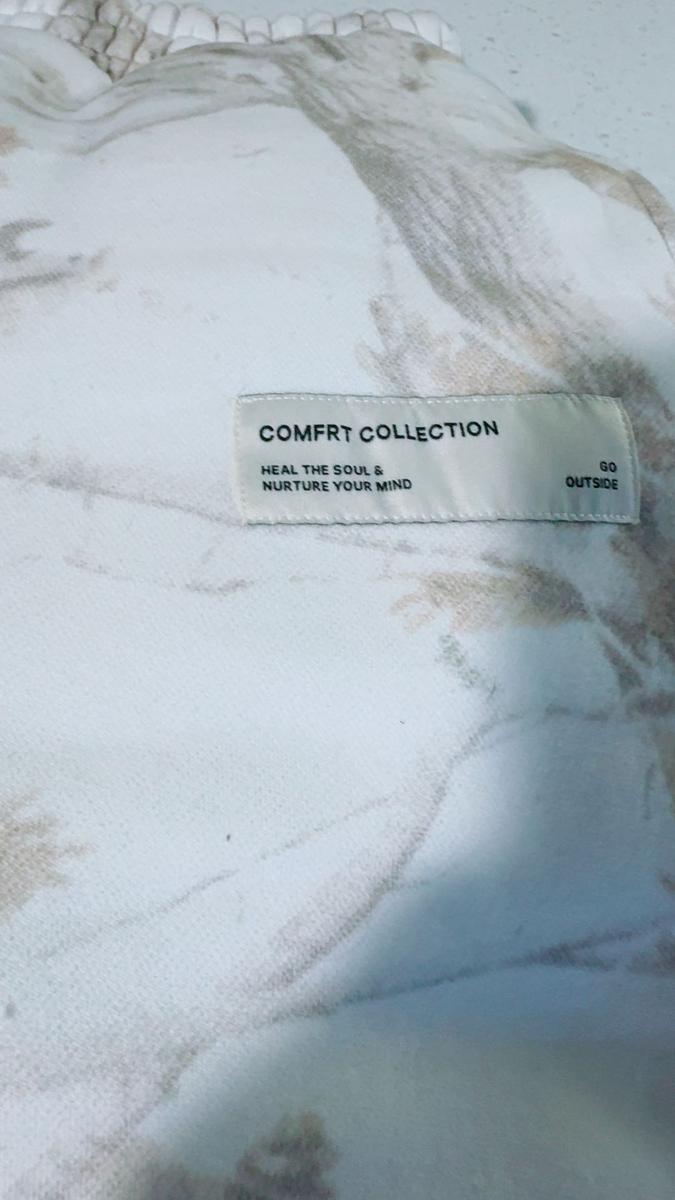 COMFRT COLLECTION
HEAL THE SOUL &
NURTURE YOUR MIND
GO
OUTSIDE